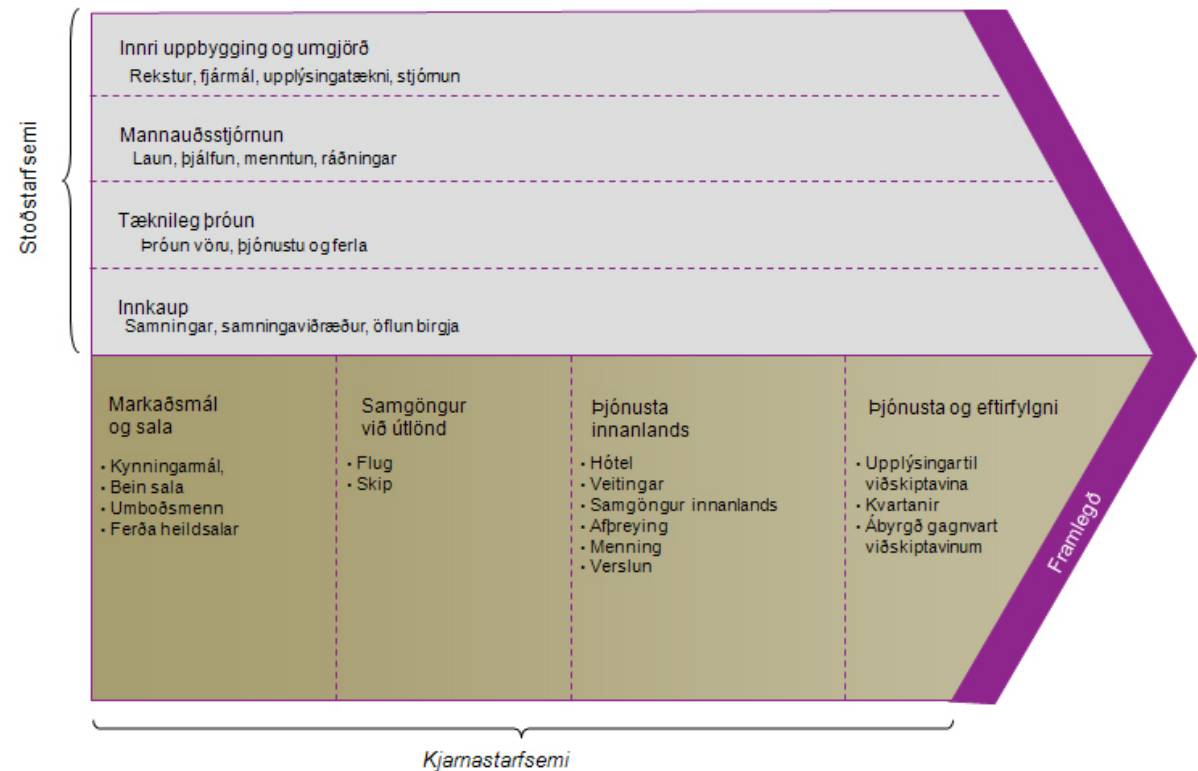 Stoðstarfsemi
Innri uppbygging og umgjörð
Rekstur, fjármál, upplýsingatækni, stjórnun
Mannauðsstjórnun
Laun, þjálfun, menntun, ráðningar
Tæknileg þróun
Þróun vöru, þjónustu og ferla
Innkaup
Samningar, samningaviðræður, öflun birgja
Markaðsmál
og sala
• Kynningarmál,
• Bein sala
• Umboðsmenn
• Ferða heildsalar
Samgöngur
við útlönd
• Flug
• Skip
Þjónusta
innanlands
• Hótel
• Veitingar
• Samgöngur innanlands
• Afþreying
• Menning
• Verslun
Þjónusta og eftirfylgni
• Upplýsingar til
viðskiptavina
• Kvartanir
• Ábyrgð gagnvart
viðskiptavinum
Framlegð
Kjarnastarfsemi